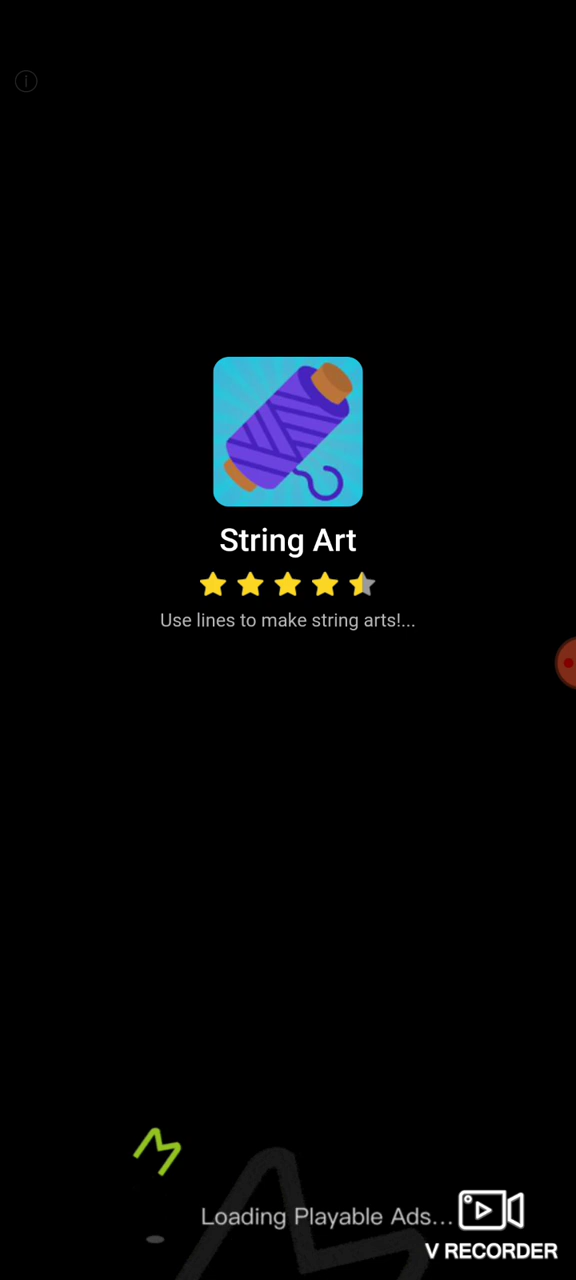 String Art
Use lines to make string arts!...
Loading Playable Ads...
V RECORDER